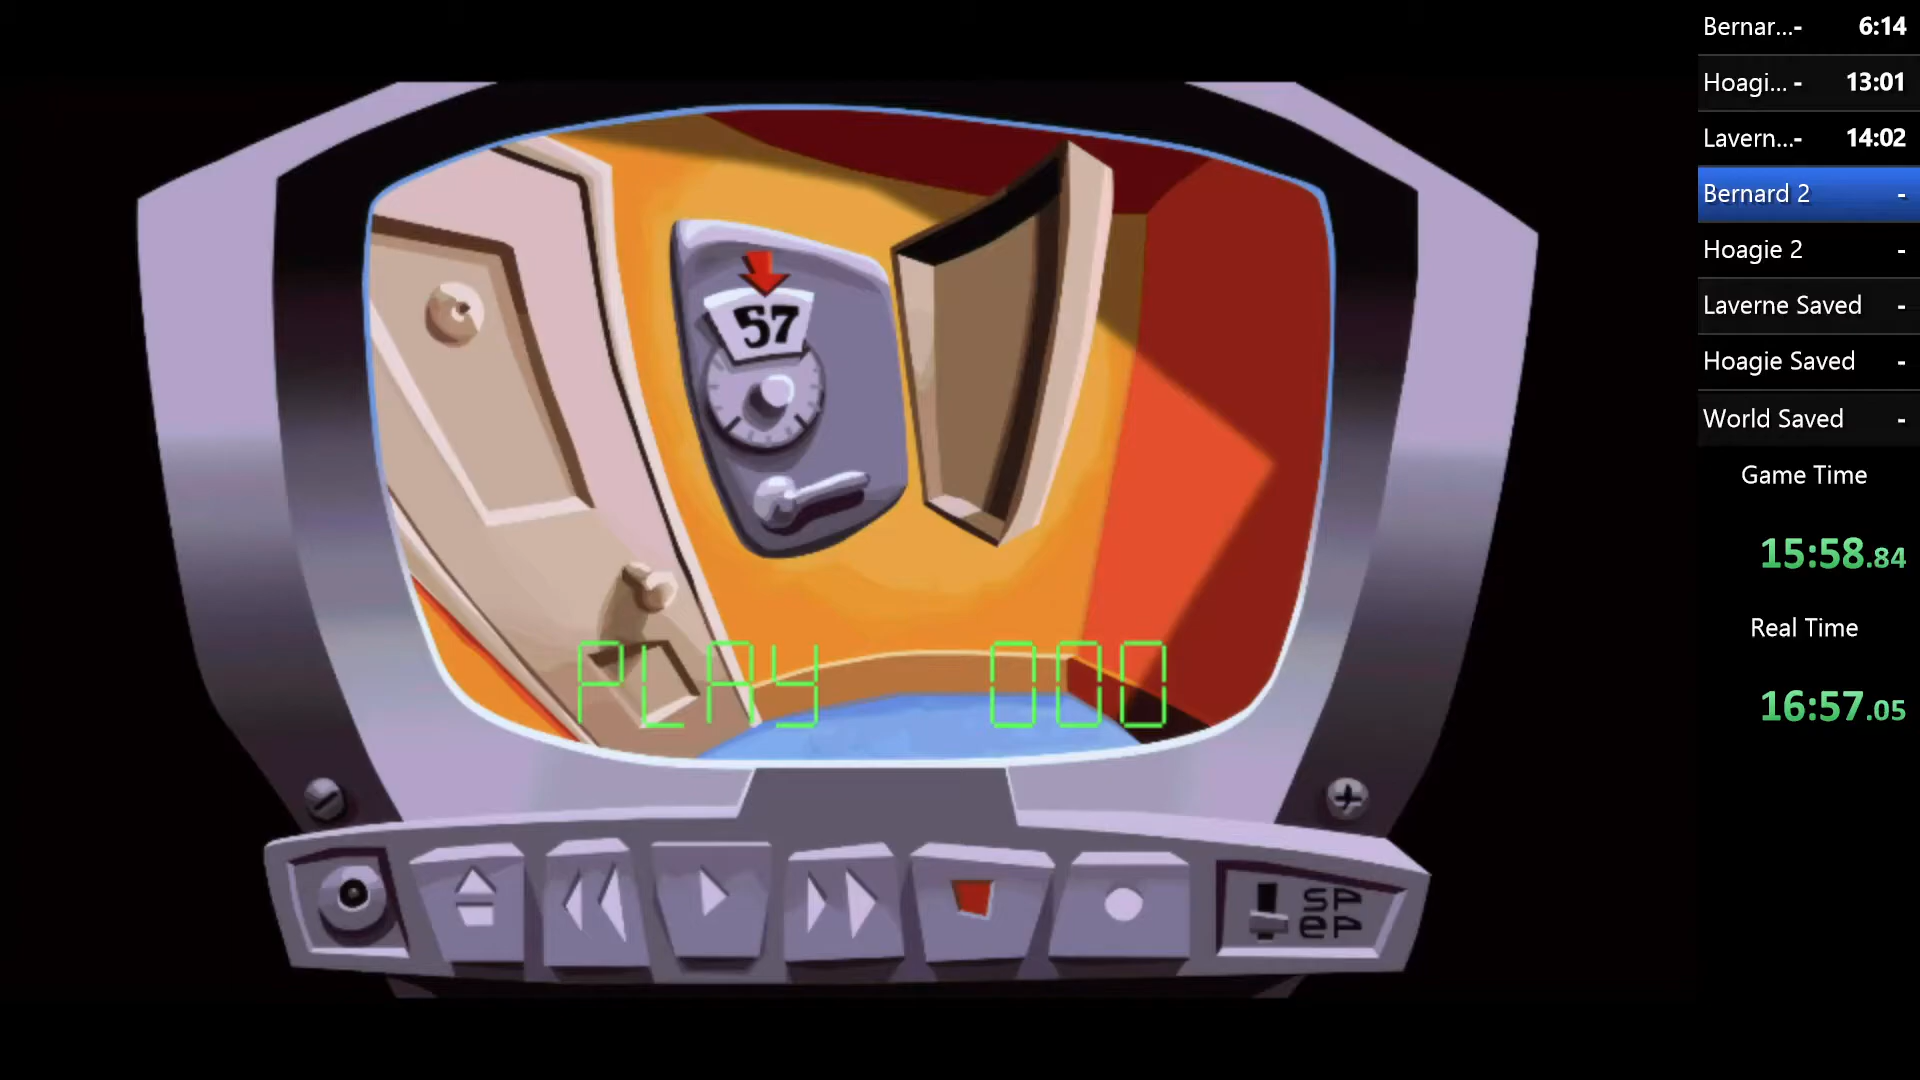 Bernar...- 6:14
Hoagi... - 13:01
Lavern...- 14:02
Bernard 2 -
Hoagie 2 -
Laverne Saved -
Hoagie Saved -
World Saved -
Game Time
15:58.84
Real Time
16:57.05
57
PLAY 000
SP
eP